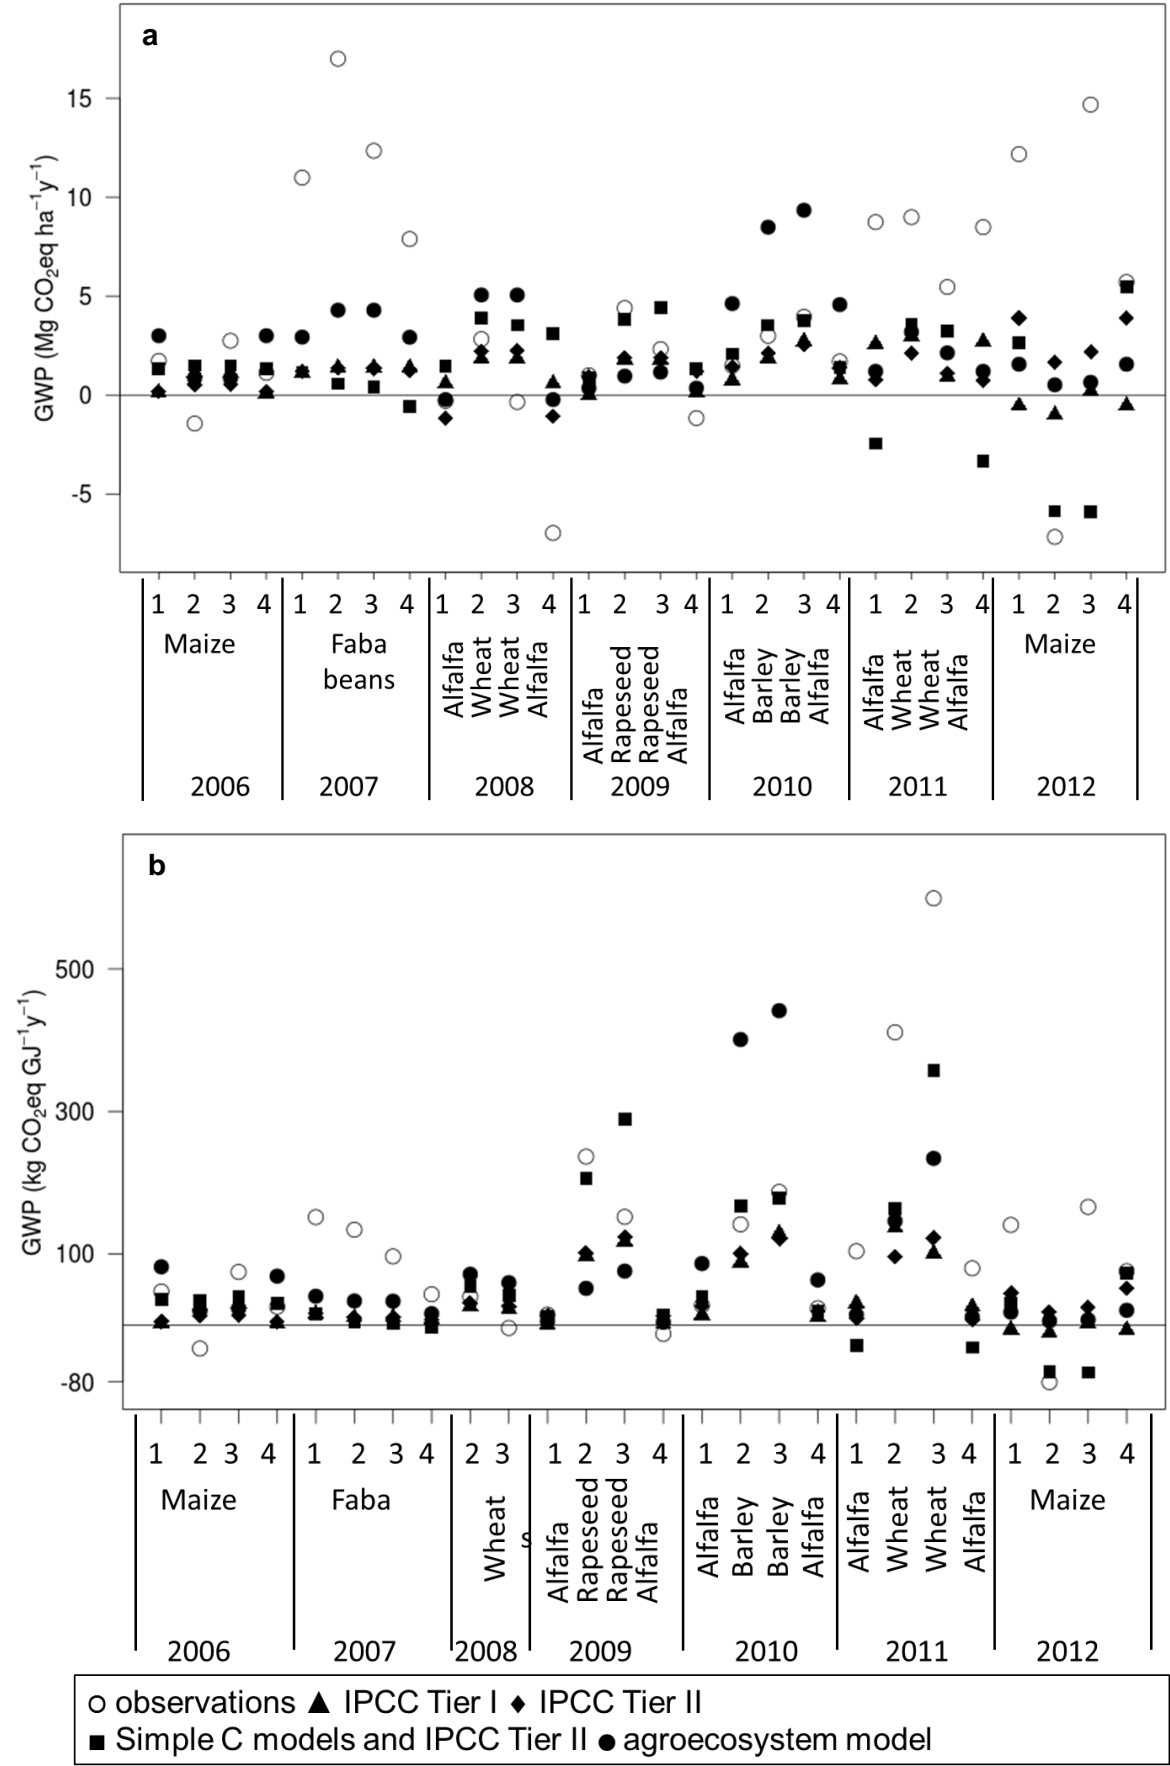 a
15
10
5
0
-5
GWP (Mg CO₂eq ha⁻¹y⁻¹)
1 2 3 4 1 2 3 4 1 2 3 4 1 2 3 4 1 2 3 4 1 2 3 4 1 2 3 4
Maize
Faba
beans
Alfalfa
Wheat
Wheat
Alfalfa
Alfalfa
Rapeseed
Rapeseed
Alfalfa
Alfalfa
Barley
Barley
Alfalfa
Alfalfa
Wheat
Wheat
Alfalfa
Maize
2006 2007 2008 2009 2010 2011 2012
b
500
300
100
-80
GWP (kg CO₂eq GJ⁻¹y⁻¹)
1 2 3 4 1 2 3 4 2 3 1 2 3 4 1 2 3 4 1 2 3 4 1 2 3 4
Maize
Faba
Wheat
s
Alfalfa
Rapeseed
Rapeseed
Alfalfa
Alfalfa
Barley
Barley
Alfalfa
Alfalfa
Wheat
Wheat
Alfalfa
Maize
2006 2007 2008 2009 2010 2011 2012
observations IPCC Tier I IPCC Tier II
Simple C models and IPCC Tier II agroecosystem model